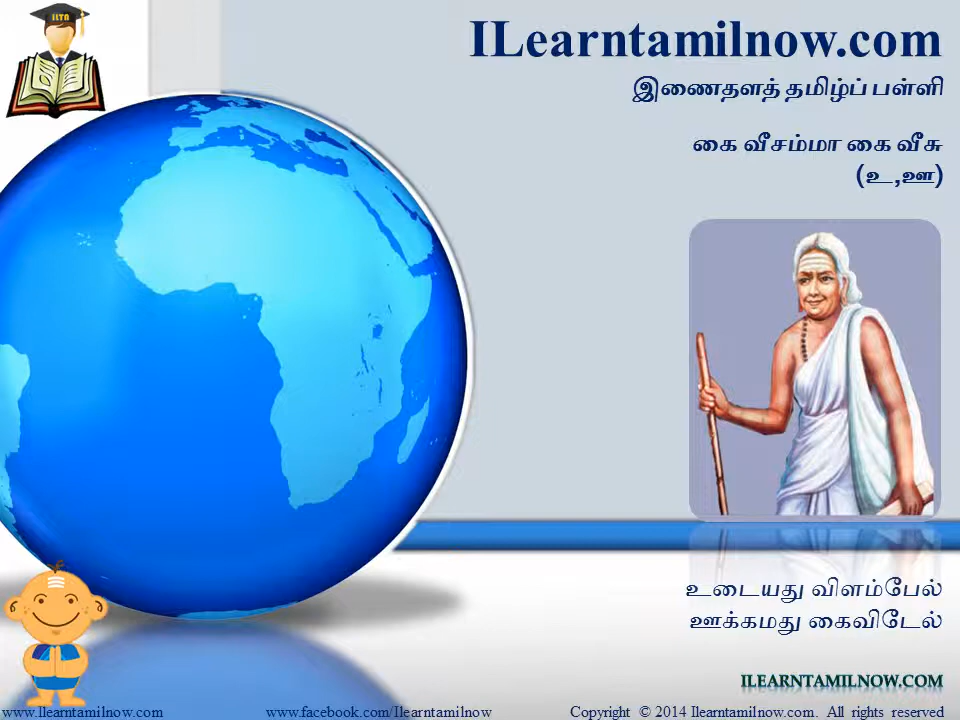 ILTN
ILearntamilnow.com
இணைதளத் தமிழ்ப் பள்ளி
கை வீசம்மா கை வீசு
(உ,ஊ)
உடையது விளம்பேல்
ஊக்கமது கைவிடேல்
ILEARNTAMILNOW.COM
www.Ilearntamilnow.com www.facebook.com/Ilearntamilnow Copyright © 2014 Ilearntamilnow.com. All rights reserved